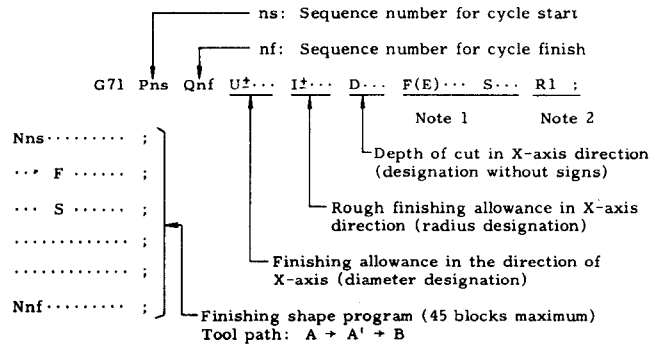 ns: Sequence number for cycle start
nf: Sequence number for cycle finish
G71 Pns Qnf U±··· I±··· D··· F(E)··· S··· R1 ;
Note 1 Note 2
Depth of cut in X-axis direction
(designation without signs)
Rough finishing allowance in X-axis
direction (radius designation)
Finishing allowance in the direction of
X-axis (diameter designation)
Nns········· ;
··· F ······ ;
··· S ······ ;
············· ;
············· ;
Nnf········· ;
Finishing shape program (45 blocks maximum)
Tool path: A → A' → B